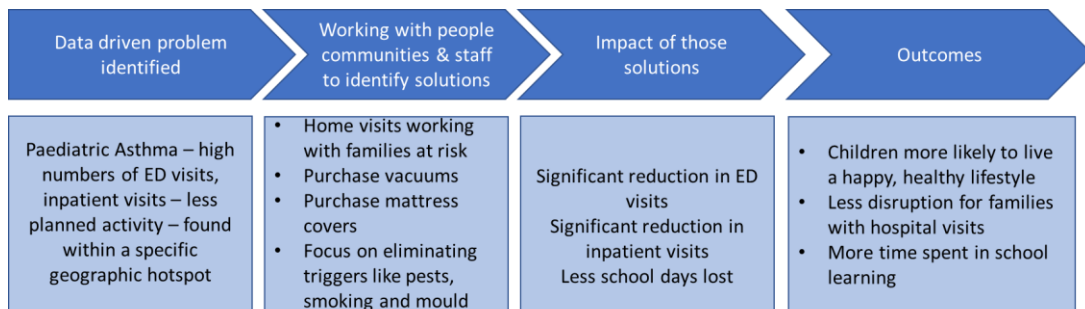 Data driven problem
identified
Working with people
communities & staff
to identify solutions
Impact of those
solutions
Outcomes
Paediatric Asthma – high
numbers of ED visits,
inpatient visits – less
planned activity – found
within a specific
geographic hotspot
• Home visits working
with families at risk
• Purchase vacuums
• Purchase mattress
covers
• Focus on eliminating
triggers like pests,
smoking and mould
Significant reduction in ED
visits
Significant reduction in
inpatient visits
Less school days lost
• Children more likely to live
a happy, healthy lifestyle
• Less disruption for families
with hospital visits
• More time spent in school
learning